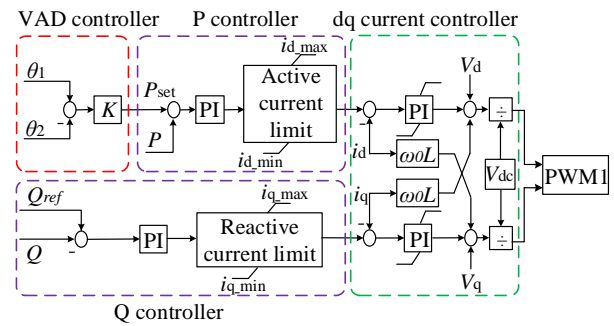 VAD controller
P controller
dq current controller
id_max
Vd
θ1
Pset
Active current limit
K
PI
PI
÷
θ2
-
P
-
id_min
id
ω0L
Vdc
PWM1
Qref
iq_max
iq
ω0L
Q
-
PI
Reactive current limit
-
PI
÷
iq_min
Vq
Q controller